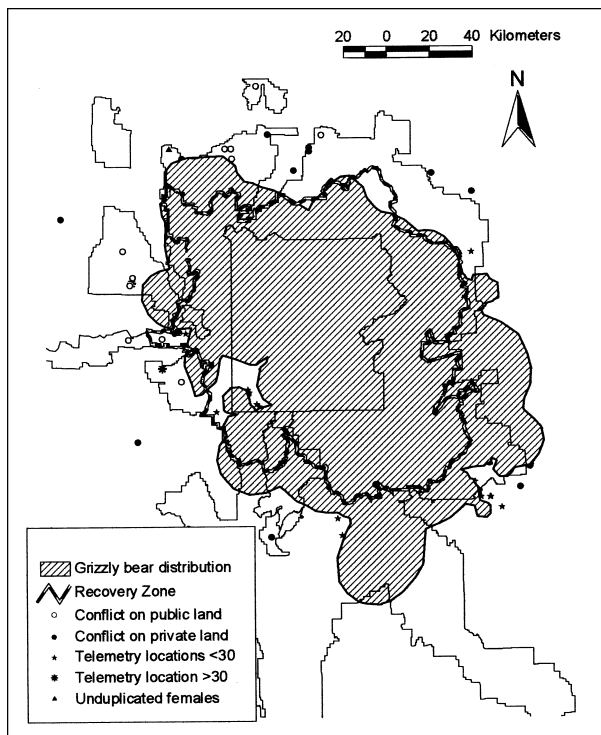 20 0 20 40 Kilometers
N
Grizzly bear distribution
Recovery Zone
Conflict on public land
Conflict on private land
Telemetry locations <30
Telemetry location >30
Unduplicated females